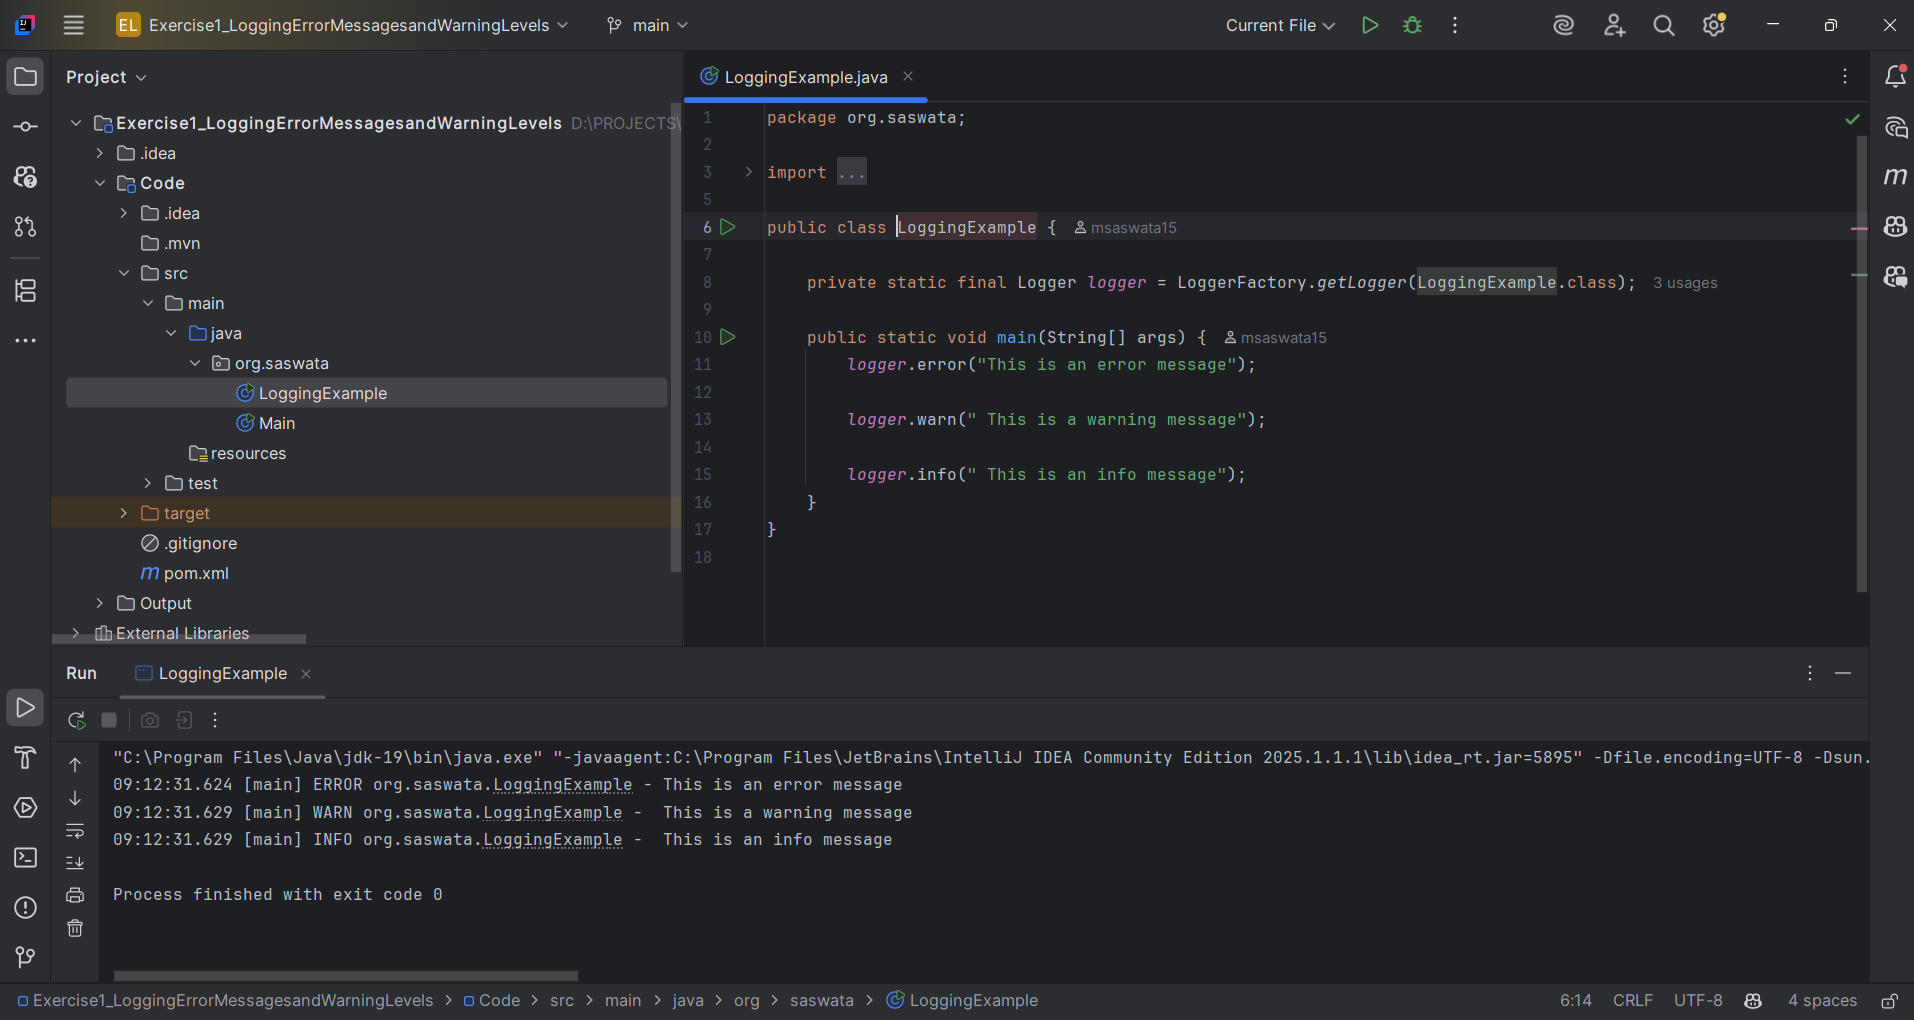 EL Exercise1_LoggingErrorMessagesandWarningLevels main Current File
Project
Exercise1_LoggingErrorMessagesandWarningLevels D:\PROJECTS\
.idea
Code
.idea
.mvn
src
main
java
org.saswata
LoggingExample
Main
resources
test
target
.gitignore
m pom.xml
Output
External Libraries
LoggingExample.java
1 package org.saswata;
2
3 import ...
5
6 public class LoggingExample { msaswata15
7
8 private static final Logger logger = LoggerFactory.getLogger(LoggingExample.class); 3 usages
9
10 public static void main(String[] args) { msaswata15
11 logger.error("This is an error message");
12
13 logger.warn(" This is a warning message");
14
15 logger.info(" This is an info message");
16 }
17 }
18
m
Run LoggingExample
"C:\Program Files\Java\jdk-19\bin\java.exe" "-javaagent:C:\Program Files\JetBrains\IntelliJ IDEA Community Edition 2025.1.1.1\lib\idea_rt.jar=5895" -Dfile.encoding=UTF-8 -Dsun.
09:12:31.624 [main] ERROR org.saswata.LoggingExample - This is an error message
09:12:31.629 [main] WARN org.saswata.LoggingExample -  This is a warning message
09:12:31.629 [main] INFO org.saswata.LoggingExample -  This is an info message
Process finished with exit code 0
Exercise1_LoggingErrorMessagesandWarningLevels > Code > src > main > java > org > saswata > LoggingExample 6:14 CRLF UTF-8 4 spaces